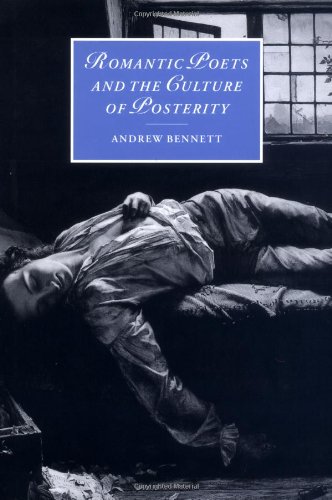 ROMANTIC POETS
AND THE CULTURE
OF POSTERITY
ANDREW BENNETT